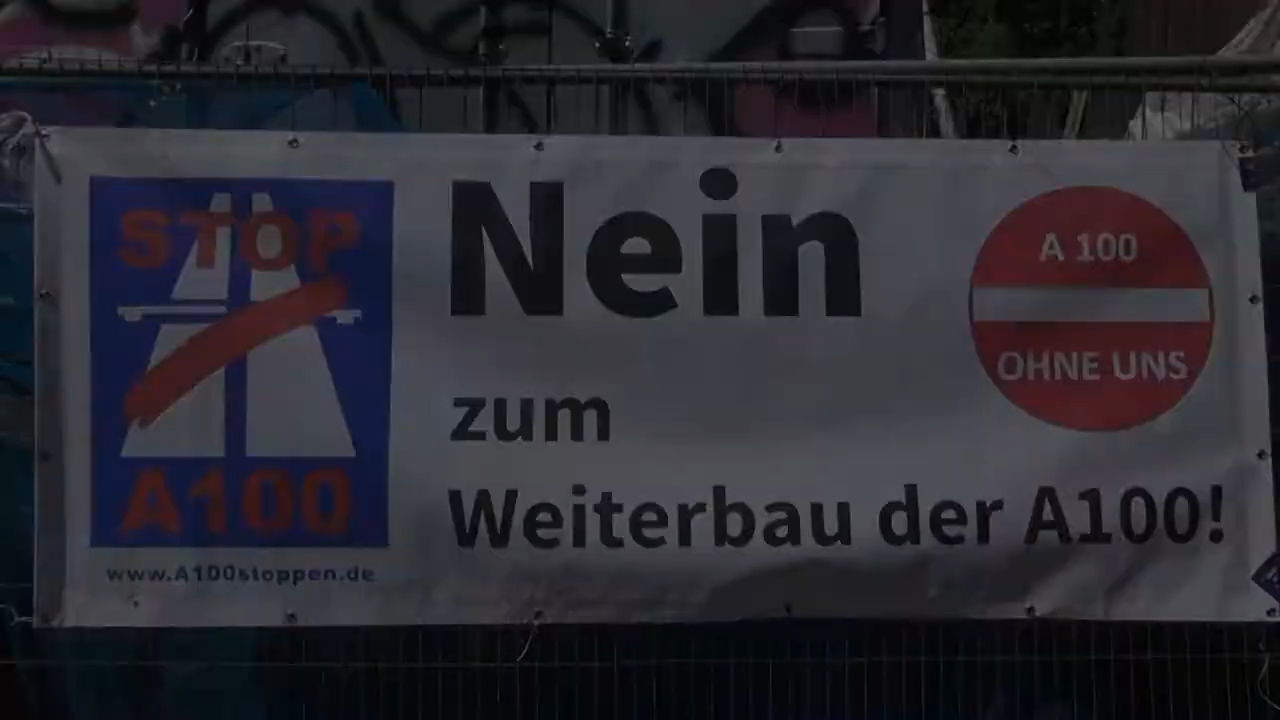 STOP
A100
www.A100stoppen.de
Nein
zum
Weiterbau der A100!
A 100
OHNE UNS